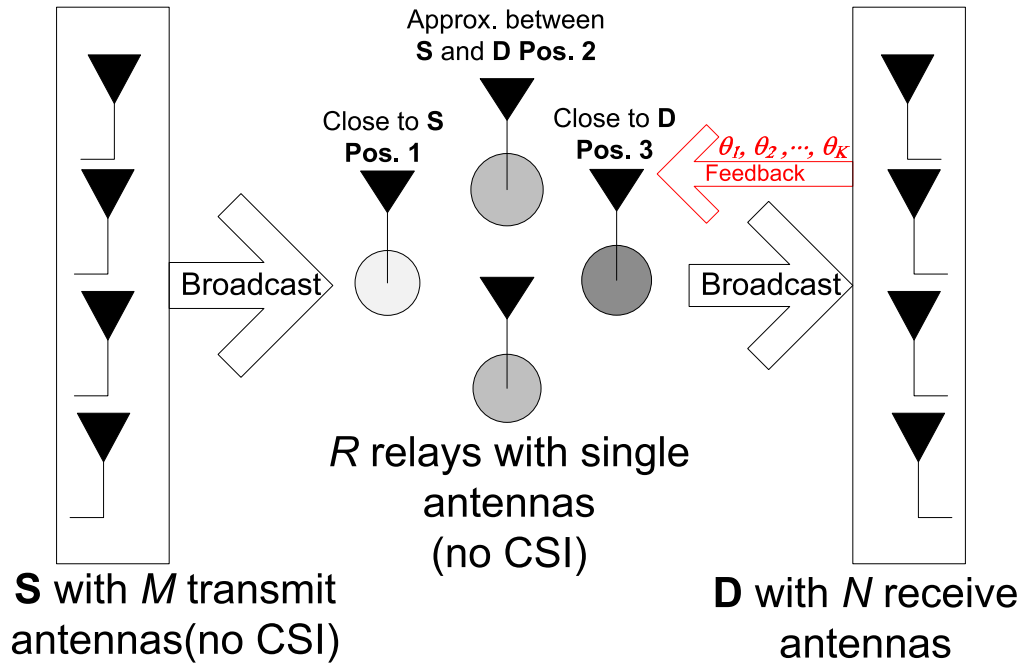 Approx. between
S and D Pos. 2
Close to S
Pos. 1
Close to D
Pos. 3
θ1, θ2 ,···, θK
Feedback
Broadcast
Broadcast
R relays with single
antennas
(no CSI)
S with M transmit
antennas(no CSI)
D with N receive
antennas